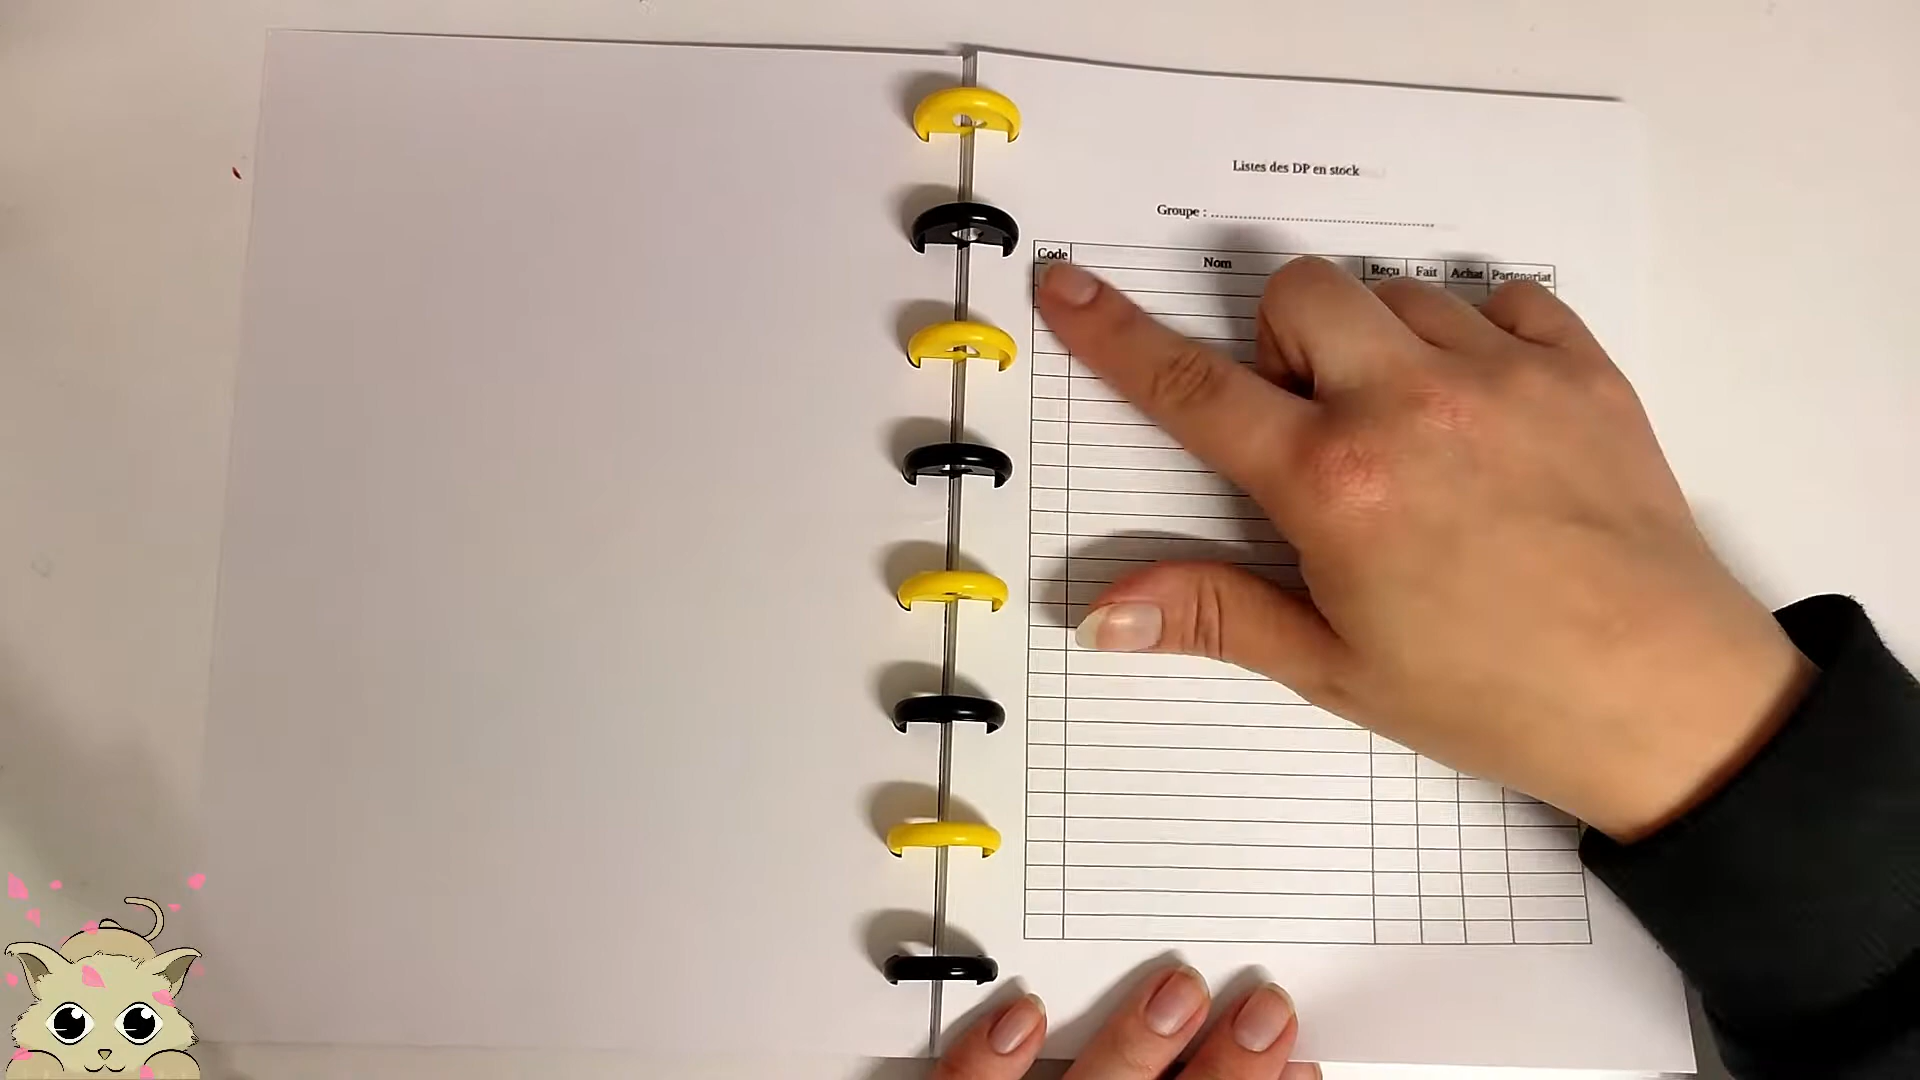 Listes des DP en stock
Groupe : ..........................................................
Code Nom Reçu Fait Achat Partenariat